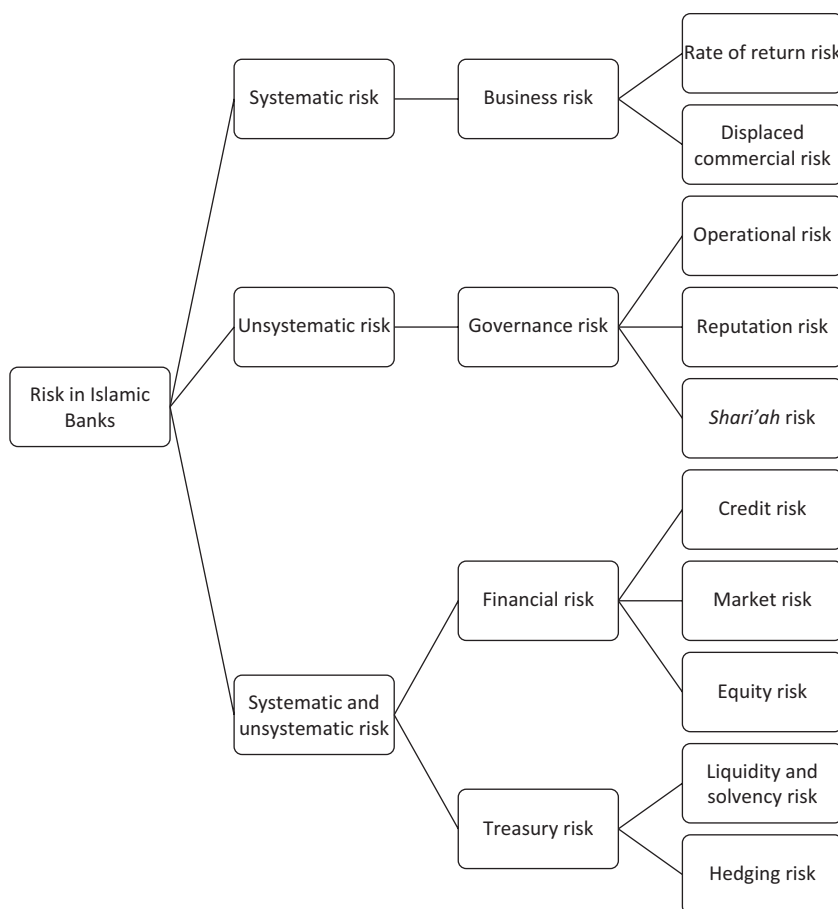 Risk in Islamic
Banks
Systematic risk
Business risk
Rate of return risk
Displaced
commercial risk
Unsystematic risk
Governance risk
Operational risk
Reputation risk
Shari’ah risk
Systematic and
unsystematic risk
Financial risk
Credit risk
Market risk
Equity risk
Treasury risk
Liquidity and
solvency risk
Hedging risk